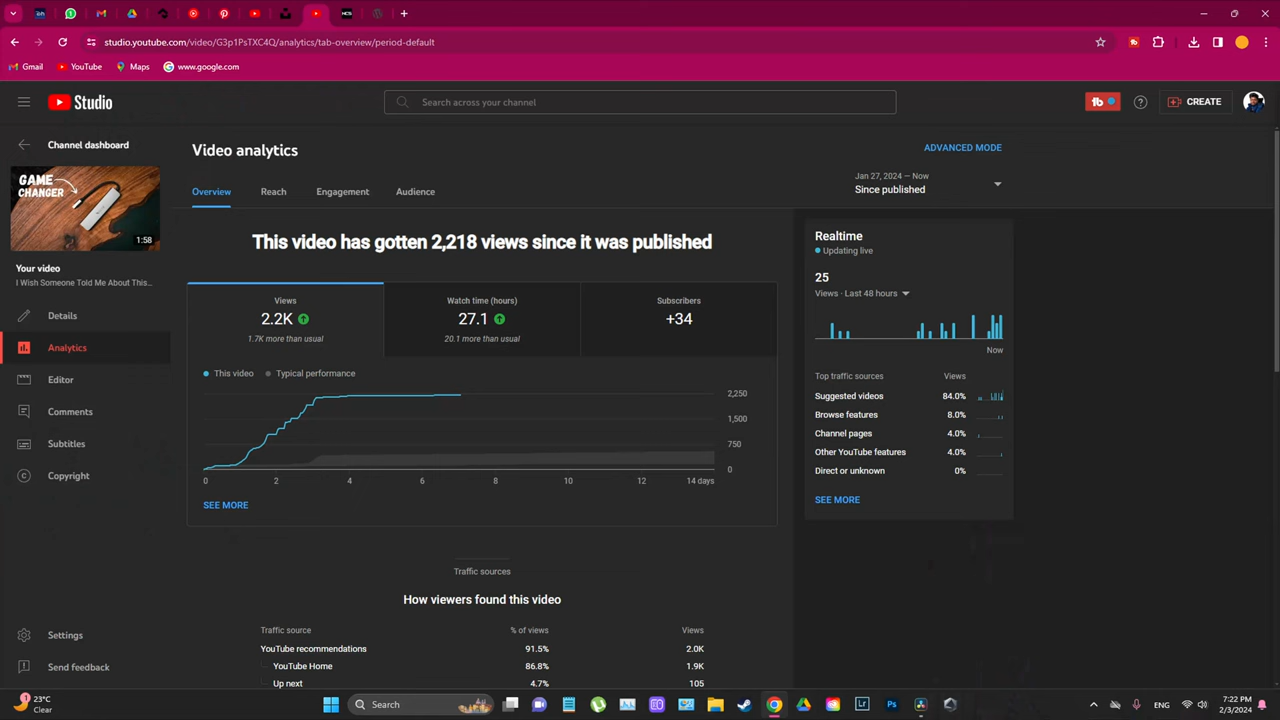 studio.youtube.com/video/G3p1PsTXC4Q/analytics/tab-overview/period-default
Gmail
YouTube
Maps
www.google.com
Studio
Search across your channel
CREATE
Channel dashboard
GAME
CHANGER
1:58
Your video
I Wish Someone Told Me About This...
Details
Analytics
Editor
Comments
Subtitles
Copyright
Settings
Send feedback
Video analytics
ADVANCED MODE
Overview
Reach
Engagement
Audience
Jan 27, 2024 — Now
Since published
This video has gotten 2,218 views since it was published
Views
2.2K
1.7K more than usual
Watch time (hours)
27.1
20.1 more than usual
Subscribers
+34
This video
Typical performance
2,250
1,500
750
0
0 2 4 6 8 10 12 14 days
SEE MORE
Realtime
Updating live
25
Views · Last 48 hours
Now
Top traffic sources Views
Suggested videos 84.0%
Browse features 8.0%
Channel pages 4.0%
Other YouTube features 4.0%
Direct or unknown 0%
SEE MORE
Traffic sources
How viewers found this video
Traffic source % of views Views
YouTube recommendations 91.5% 2.0K
YouTube Home 86.8% 1.9K
Up next 4.7% 105
23°C
Clear
Search
ENG
7:22 PM
2/3/2024